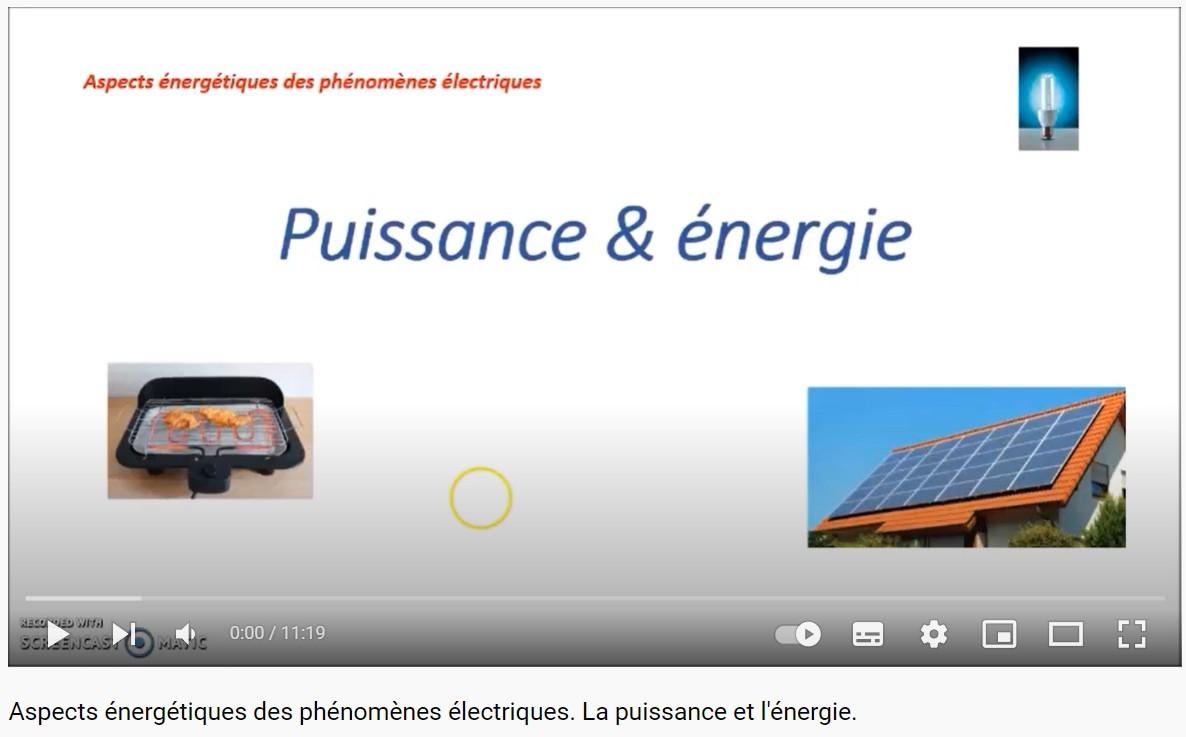 Aspects énergétiques des phénomènes électriques
Puissance & énergie
RECORDED WITH
SCREENCAST MATIC
0:00 / 11:19
Aspects énergétiques des phénomènes électriques. La puissance et l'énergie.